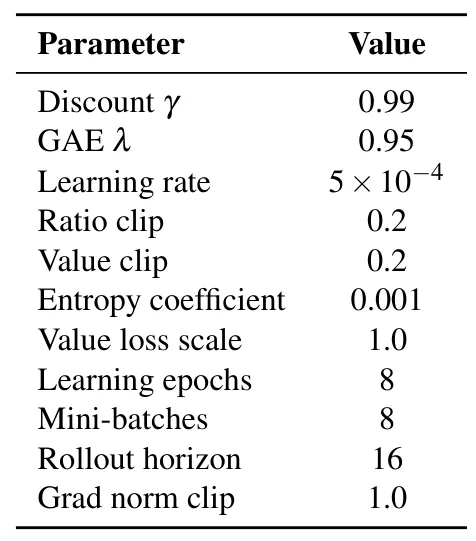 Parameter Value
Discount γ 0.99
GAE λ 0.95
Learning rate 5 × 10⁻⁴
Ratio clip 0.2
Value clip 0.2
Entropy coefficient 0.001
Value loss scale 1.0
Learning epochs 8
Mini-batches 8
Rollout horizon 16
Grad norm clip 1.0